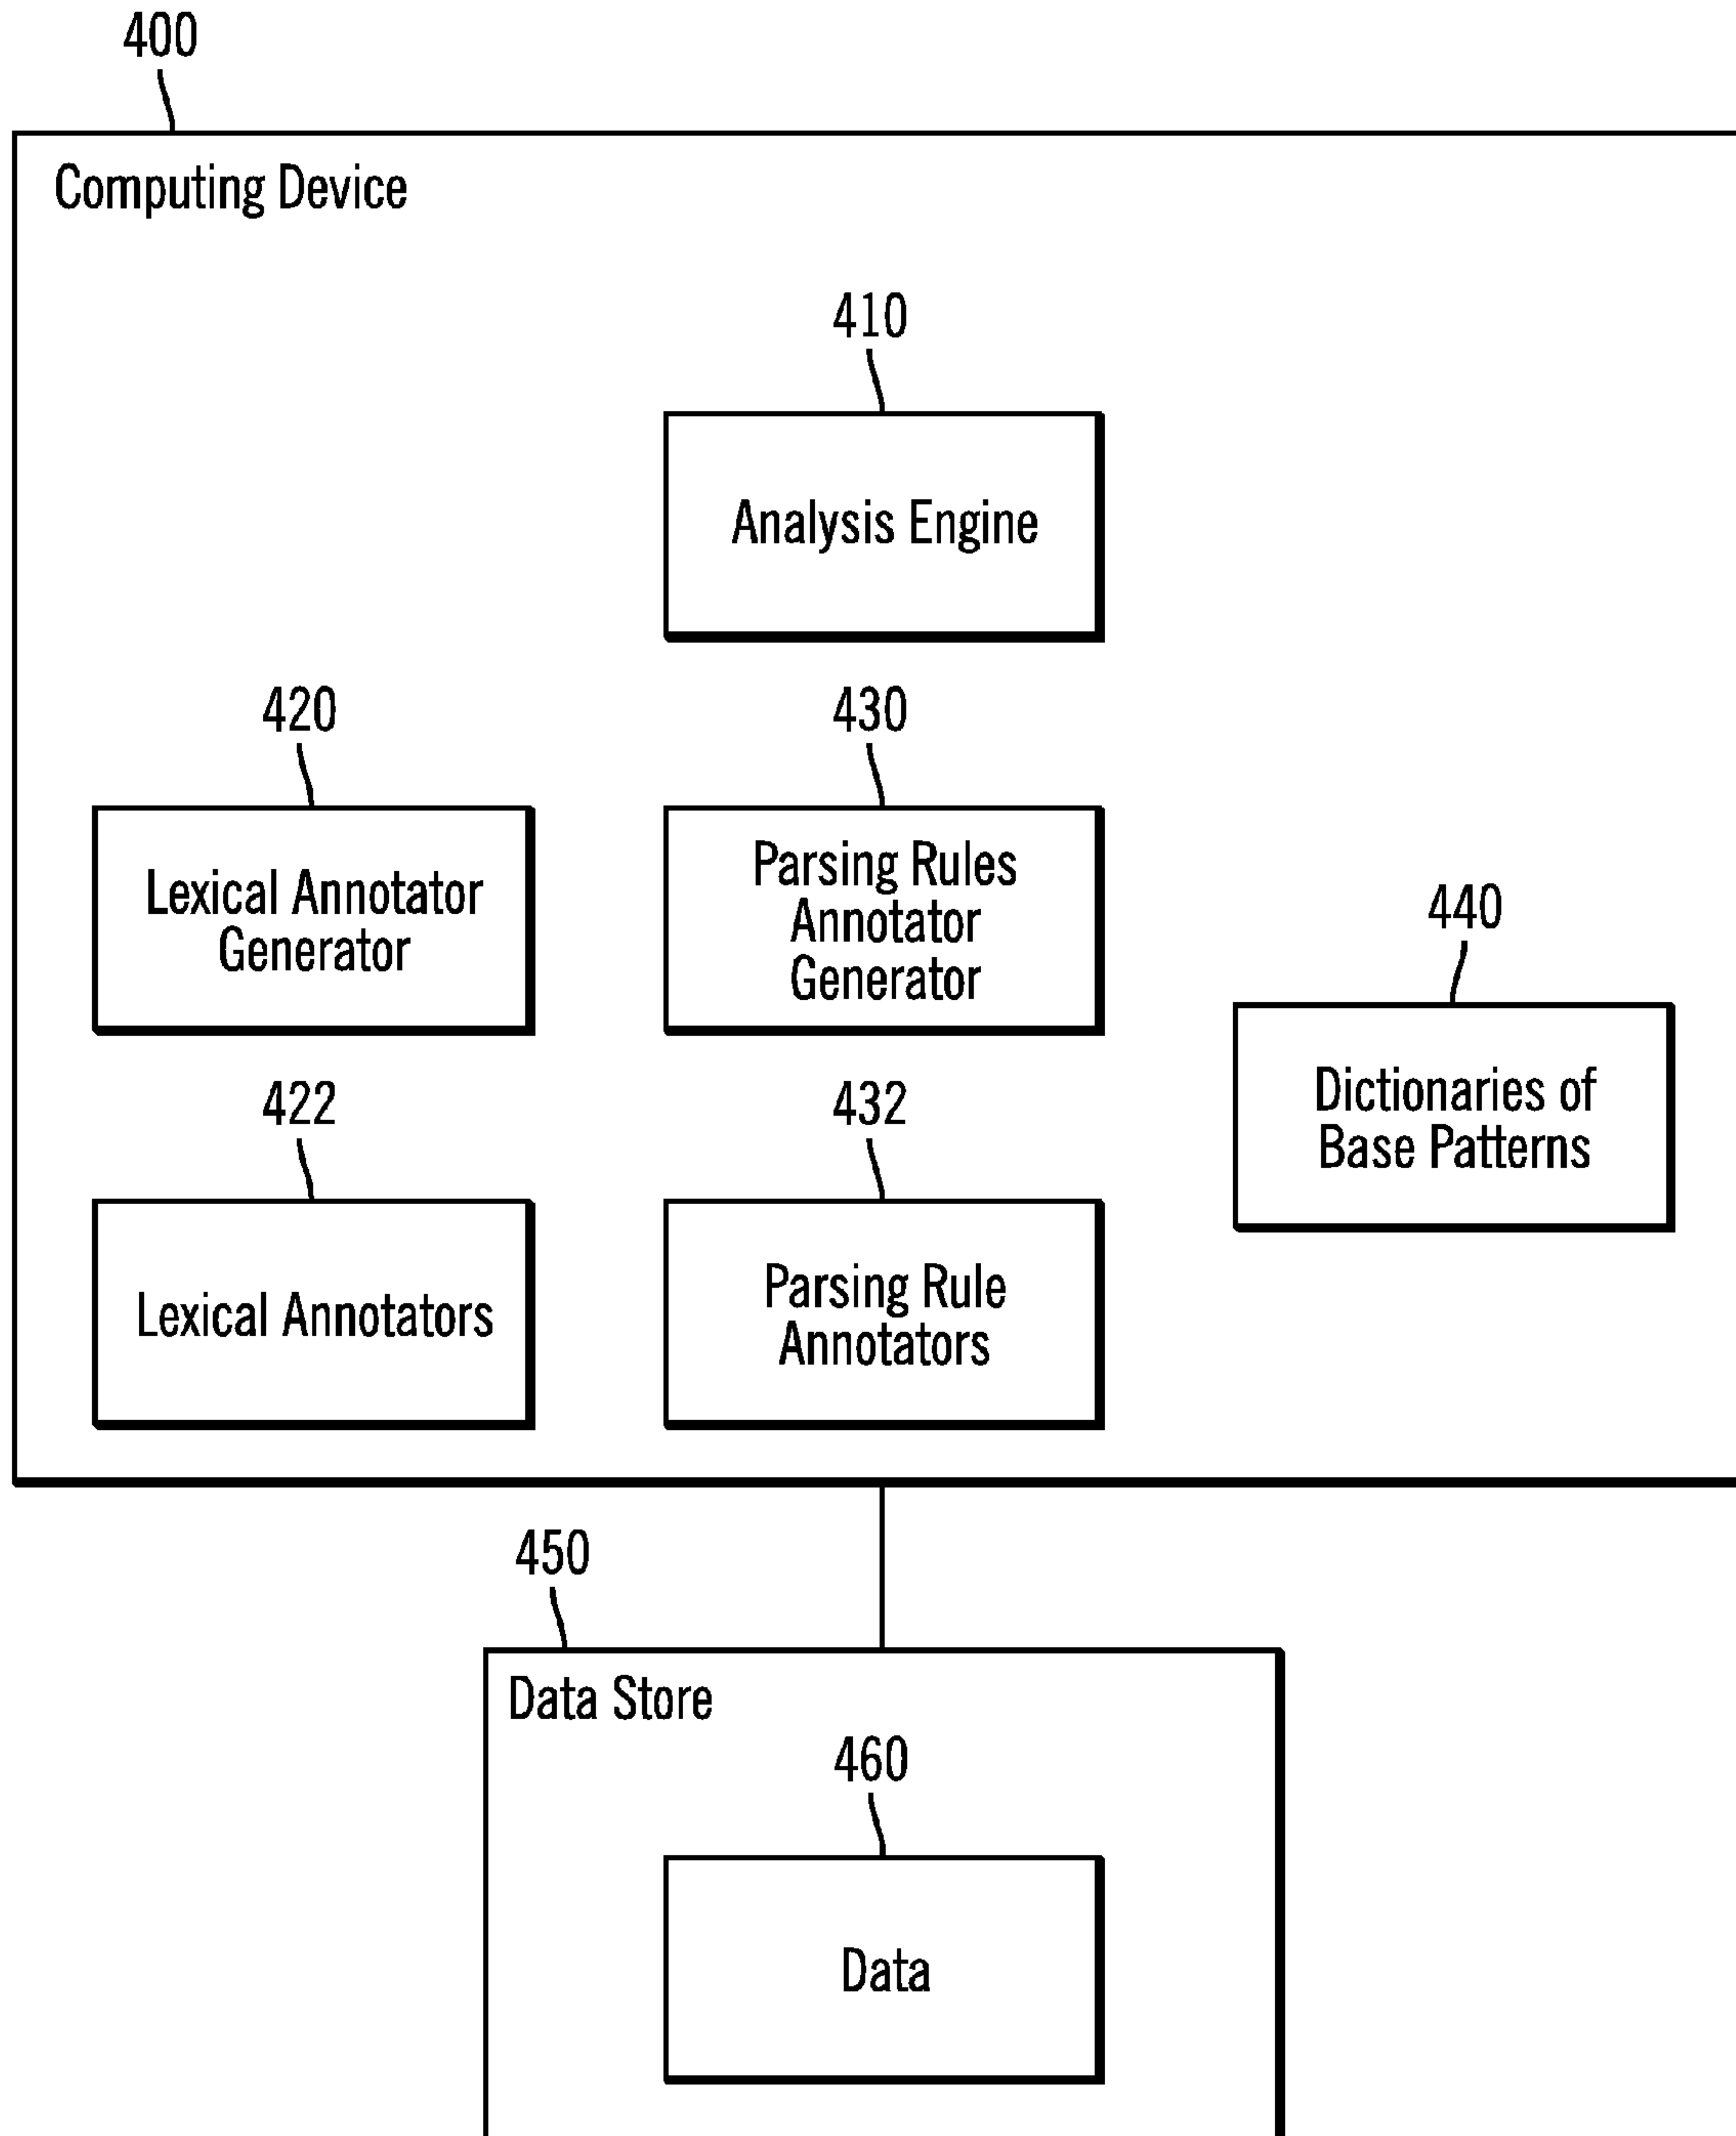 400
Computing Device
410
Analysis Engine
420
430
Lexical Annotator
Generator
Parsing Rules
Annotator
Generator
440
Dictionaries of
Base Patterns
422
432
Lexical Annotators
Parsing Rule
Annotators
450
Data Store
460
Data